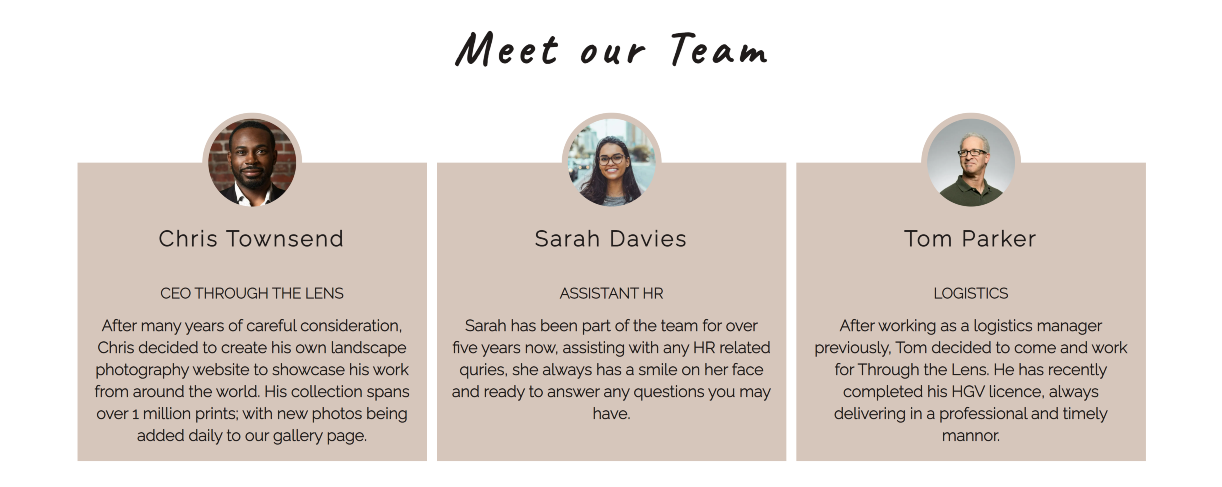 Meet our Team
Chris Townsend
CEO THROUGH THE LENS
After many years of careful consideration,
Chris decided to create his own landscape
photography website to showcase his work
from around the world. His collection spans
over 1 million prints; with new photos being
added daily to our gallery page.
Sarah Davies
ASSISTANT HR
Sarah has been part of the team for over
five years now, assisting with any HR related
quries, she always has a smile on her face
and ready to answer any questions you may
have.
Tom Parker
LOGISTICS
After working as a logistics manager
previously, Tom decided to come and work
for Through the Lens. He has recently
completed his HGV licence, always
delivering in a professional and timely
mannor.